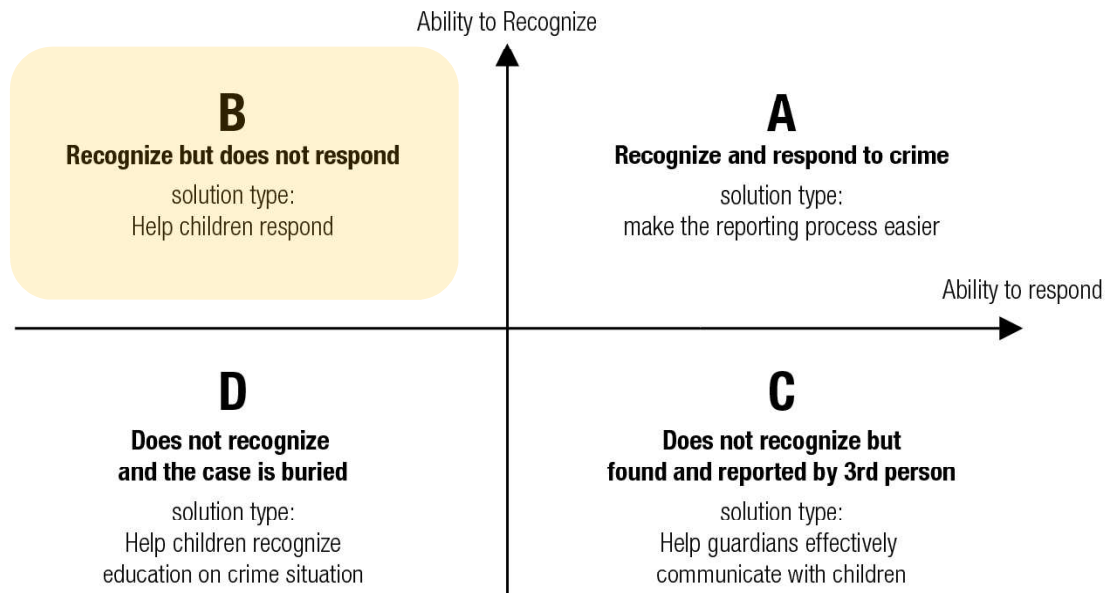 Ability to Recognize
B
Recognize but does not respond
solution type:
Help children respond
A
Recognize and respond to crime
solution type:
make the reporting process easier
Ability to respond
D
Does not recognize
and the case is buried
solution type:
Help children recognize
education on crime situation
C
Does not recognize but
found and reported by 3rd person
solution type:
Help guardians effectively
communicate with children